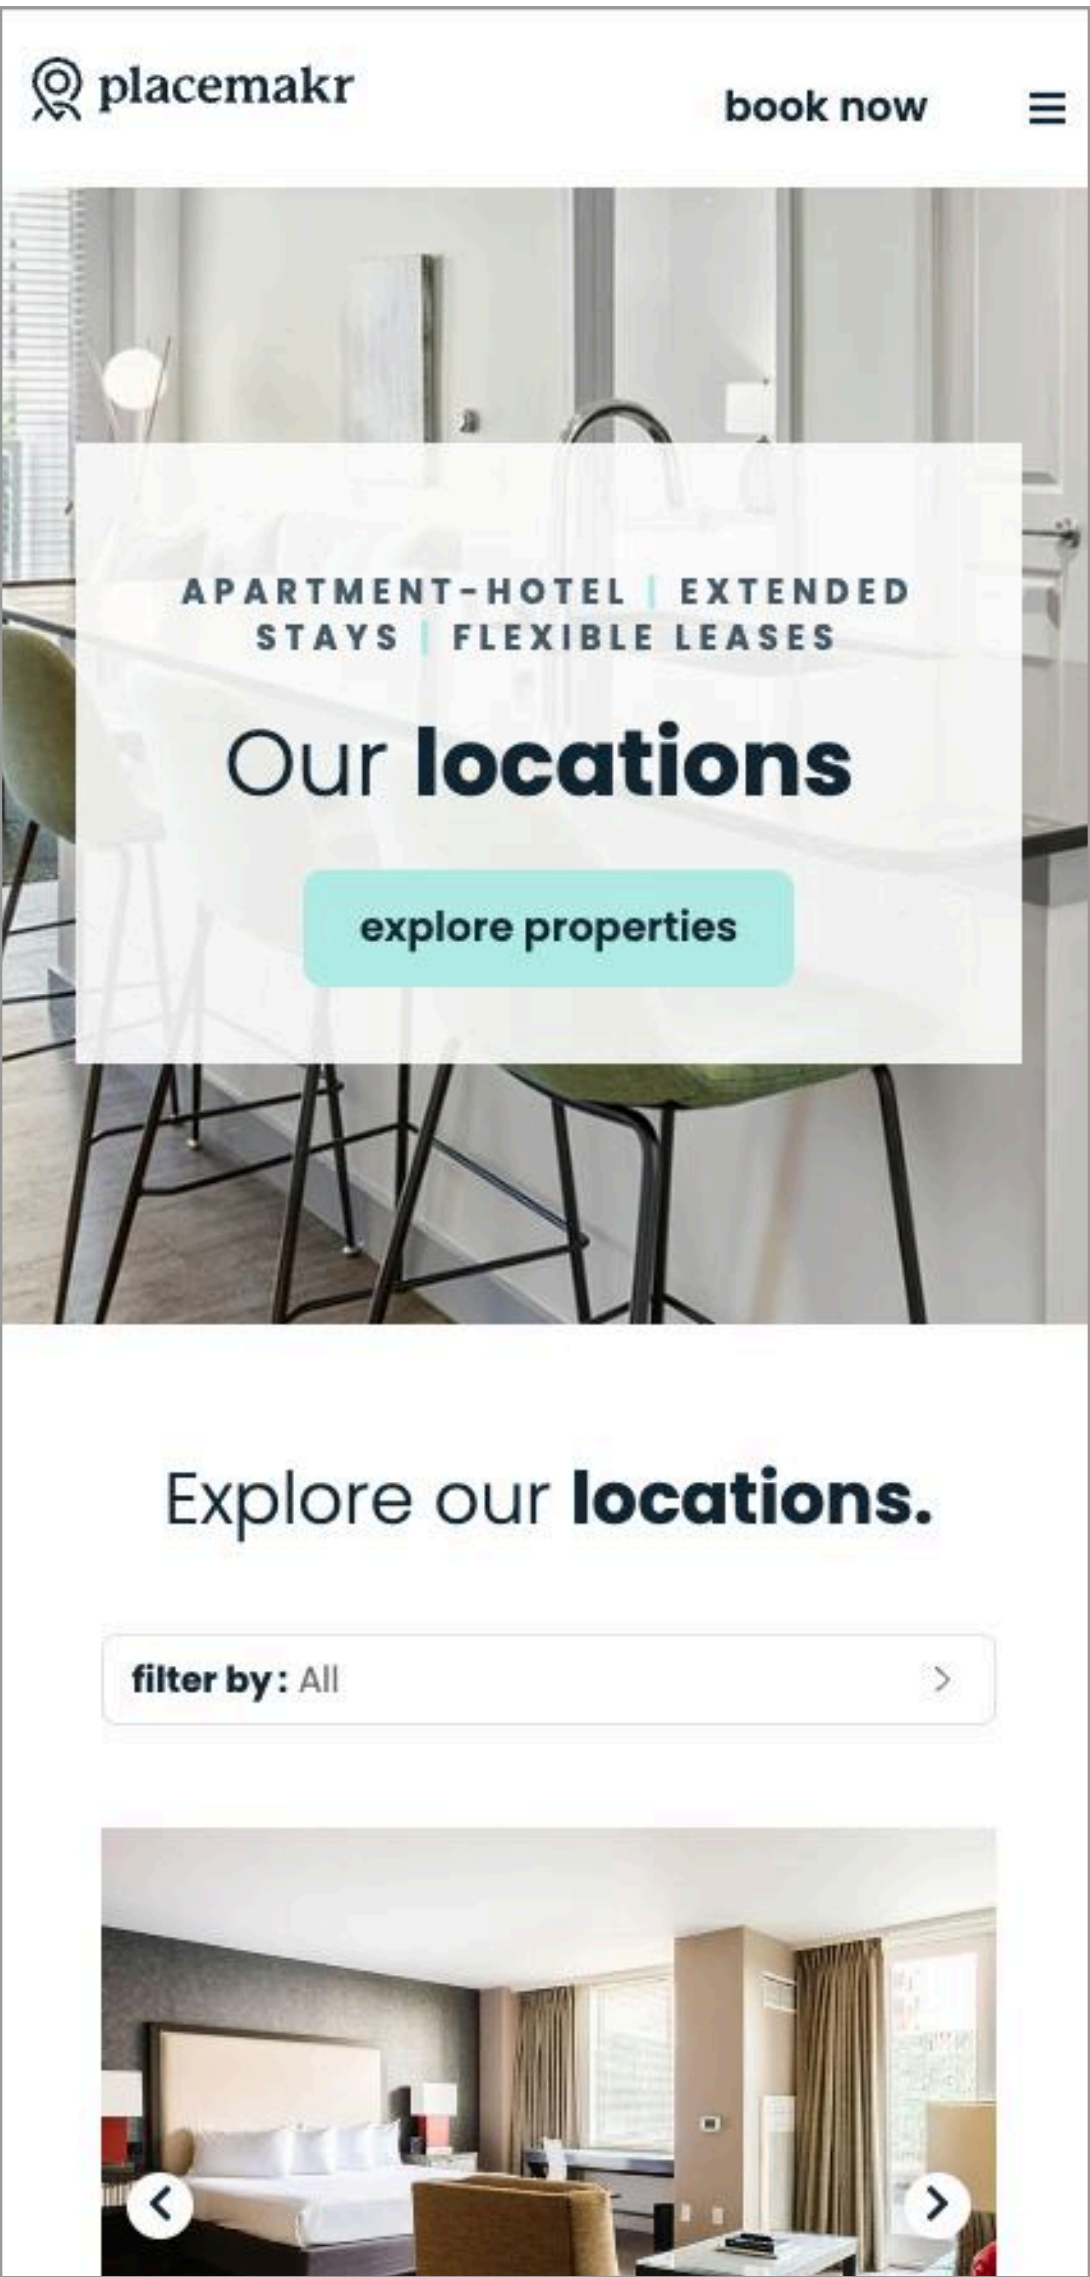 placemakr
book now
APARTMENT-HOTEL | EXTENDED
STAYS | FLEXIBLE LEASES
Our locations
explore properties
Explore our locations.
filter by: All